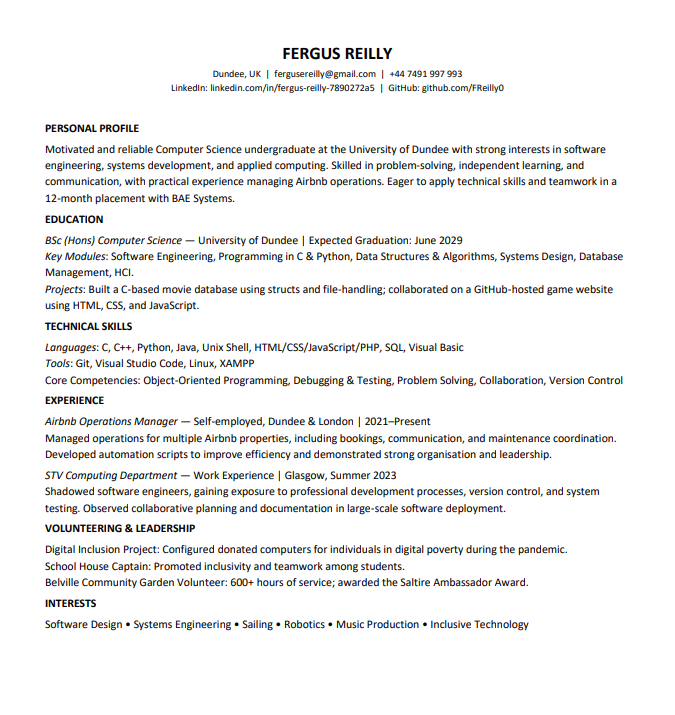 FERGUS REILLY
Dundee, UK | fergusereilly@gmail.com | +44 7491 997 993
LinkedIn: linkedin.com/in/fergus-reilly-7890272a5 | GitHub: github.com/FReilly0
PERSONAL PROFILE
Motivated and reliable Computer Science undergraduate at the University of Dundee with strong interests in software
engineering, systems development, and applied computing. Skilled in problem-solving, independent learning, and
communication, with practical experience managing Airbnb operations. Eager to apply technical skills and teamwork in a
12-month placement with BAE Systems.
EDUCATION
BSc (Hons) Computer Science — University of Dundee | Expected Graduation: June 2029
Key Modules: Software Engineering, Programming in C & Python, Data Structures & Algorithms, Systems Design, Database
Management, HCI.
Projects: Built a C-based movie database using structs and file-handling; collaborated on a GitHub-hosted game website
using HTML, CSS, and JavaScript.
TECHNICAL SKILLS
Languages: C, C++, Python, Java, Unix Shell, HTML/CSS/JavaScript/PHP, SQL, Visual Basic
Tools: Git, Visual Studio Code, Linux, XAMPP
Core Competencies: Object-Oriented Programming, Debugging & Testing, Problem Solving, Collaboration, Version Control
EXPERIENCE
Airbnb Operations Manager — Self-employed, Dundee & London | 2021–Present
Managed operations for multiple Airbnb properties, including bookings, communication, and maintenance coordination.
Developed automation scripts to improve efficiency and demonstrated strong organisation and leadership.
STV Computing Department — Work Experience | Glasgow, Summer 2023
Shadowed software engineers, gaining exposure to professional development processes, version control, and system
testing. Observed collaborative planning and documentation in large-scale software deployment.
VOLUNTEERING & LEADERSHIP
Digital Inclusion Project: Configured donated computers for individuals in digital poverty during the pandemic.
School House Captain: Promoted inclusivity and teamwork among students.
Belville Community Garden Volunteer: 600+ hours of service; awarded the Saltire Ambassador Award.
INTERESTS
Software Design • Systems Engineering • Sailing • Robotics • Music Production • Inclusive Technology